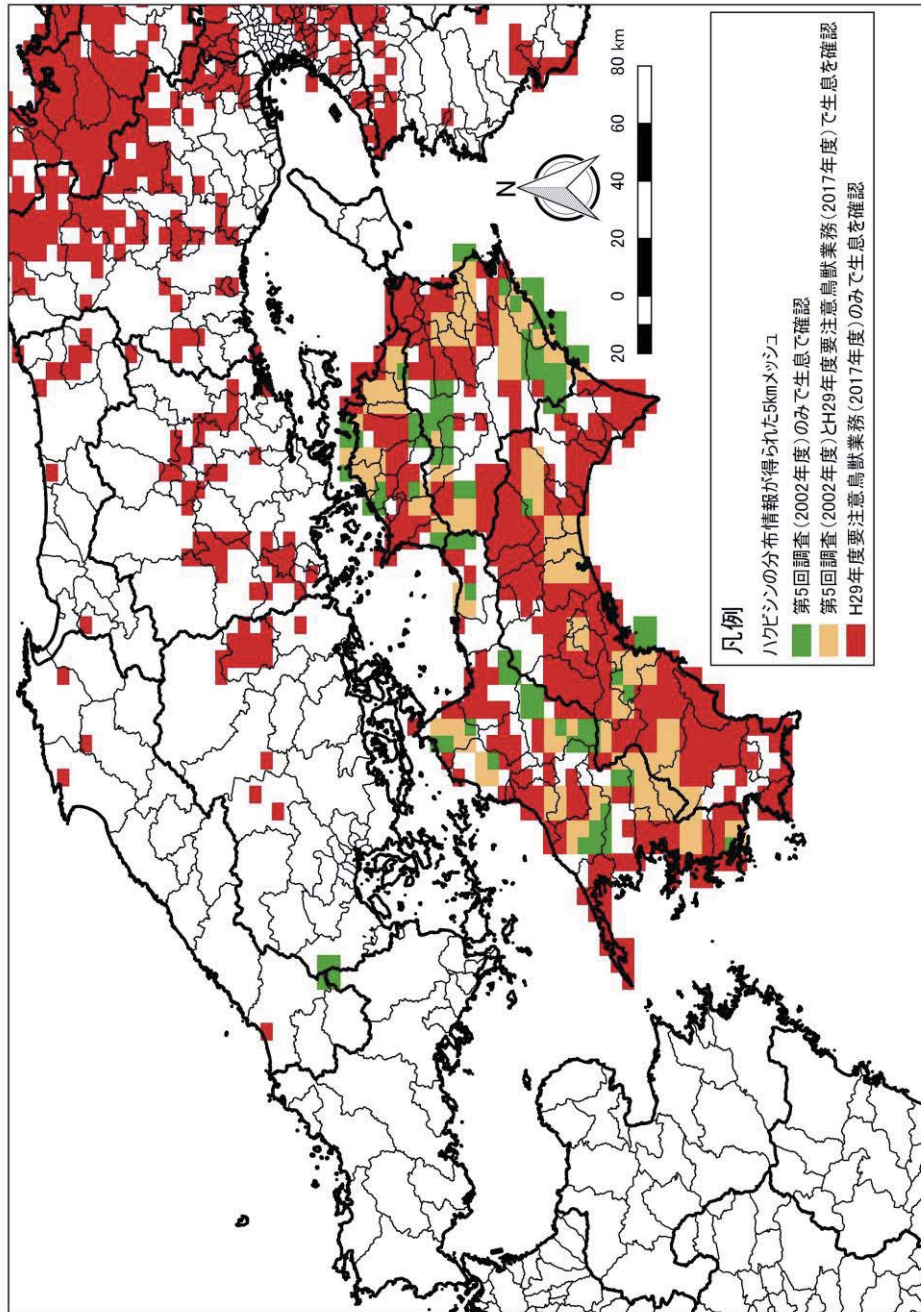 N
20 0 20 40 60 80 km
凡例
ハクビシンの分布情報が得られた5kmメッシュ
第5回調査(2002年度)のみで生息で確認
第5回調査(2002年度)とH29年度要注意鳥獣業務(2017年度)で生息を確認
H29年度要注意鳥獣業務(2017年度)のみで生息を確認